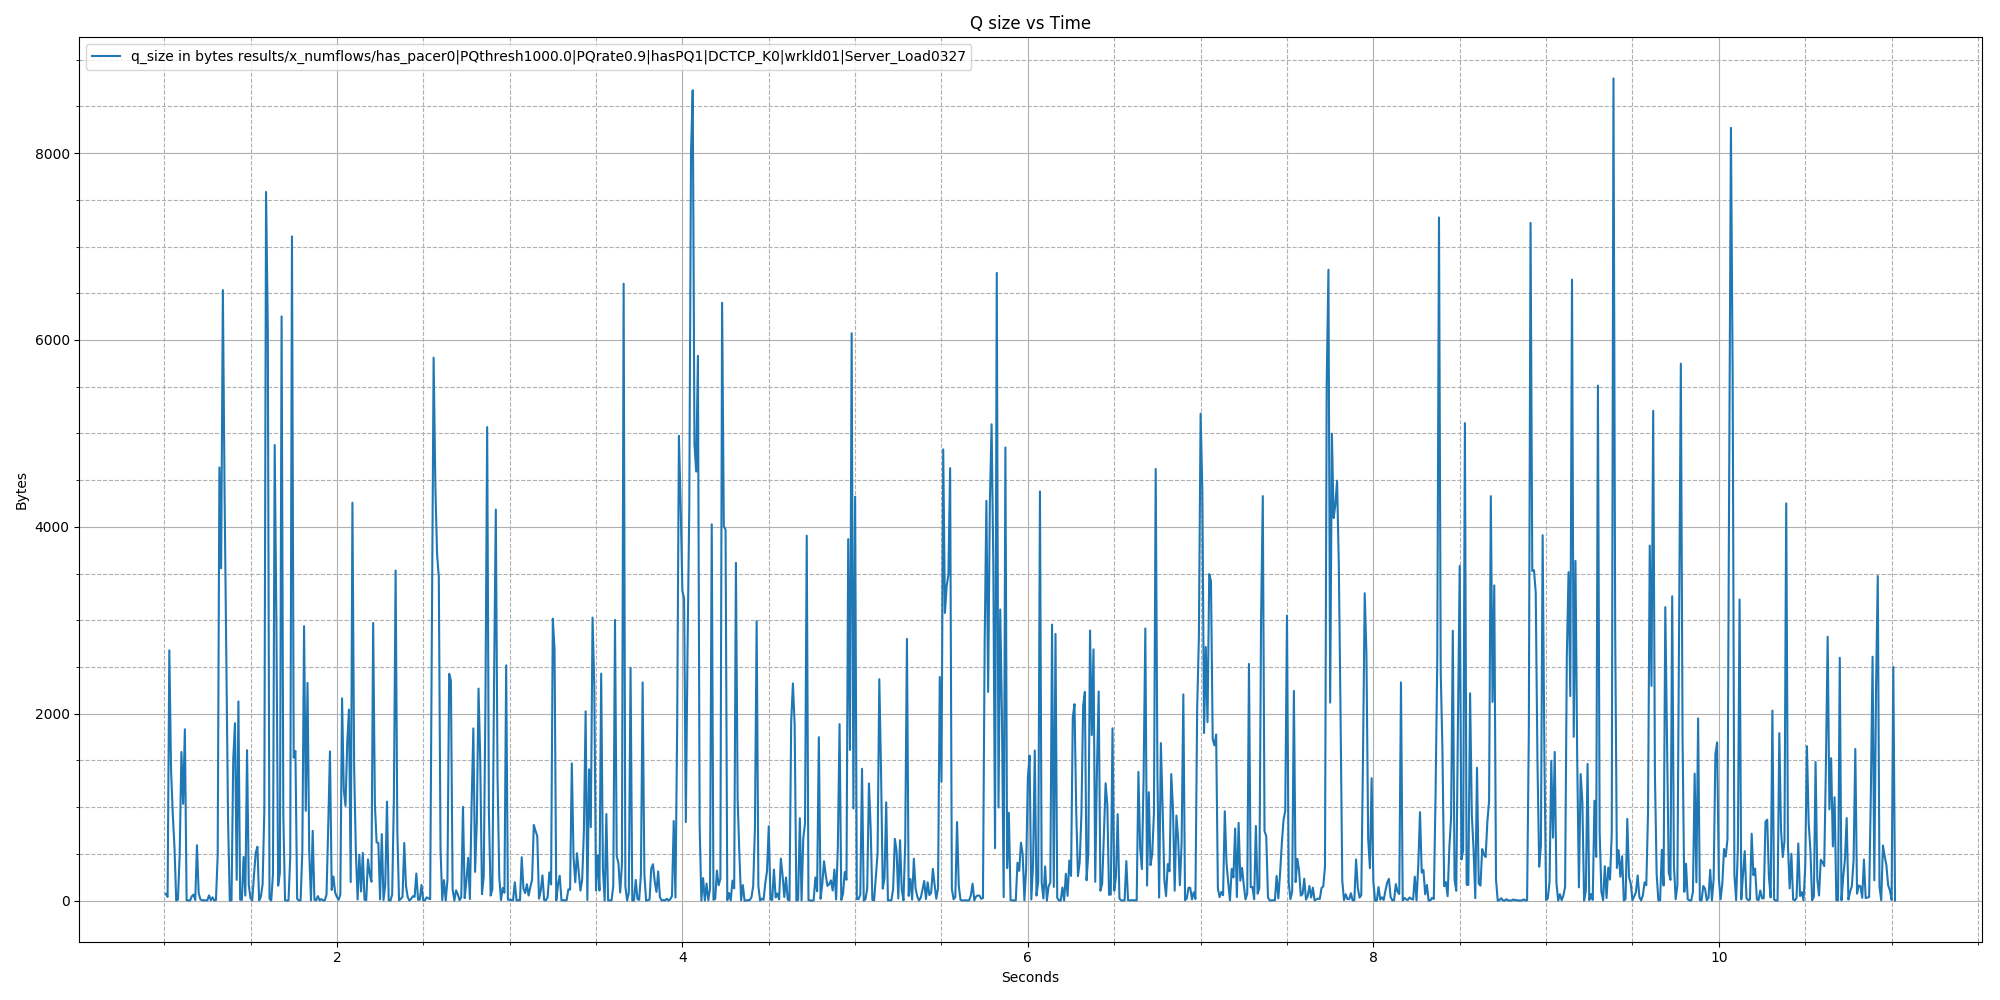 Q size vs Time
q_size in bytes results/x_numflows/has_pacer0|PQthresh1000.0|PQrate0.9|hasPQ1|DCTCP_K0|wrkld01|Server_Load0327
Bytes
8000
6000
4000
2000
0
2 4 6 8 10
Seconds